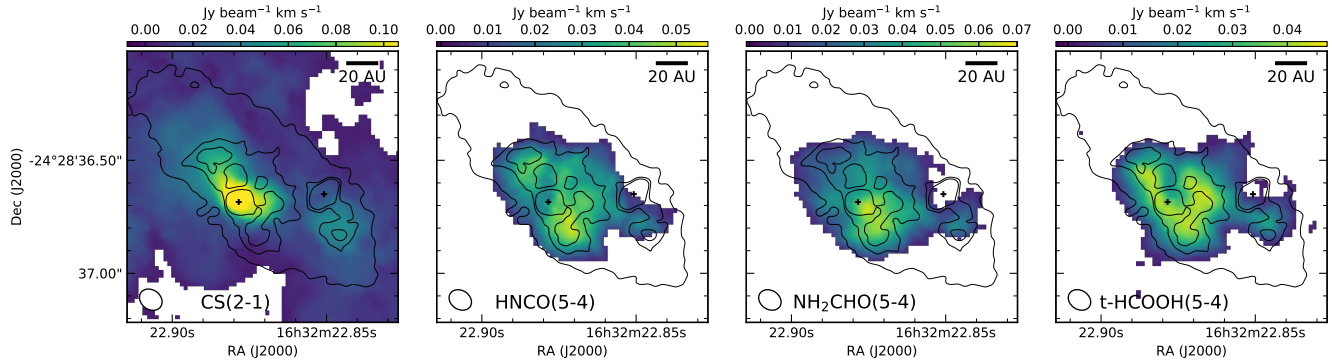 Jy beam⁻¹ km s⁻¹
0.00 0.02 0.04 0.06 0.08 0.10
20 AU
CS(2-1)
-24°28'36.50"
37.00"
Dec (J2000)
22.90s 16h32m22.85s
RA (J2000)
Jy beam⁻¹ km s⁻¹
0.00 0.01 0.02 0.03 0.04 0.05
20 AU
HNCO(5-4)
22.90s 16h32m22.85s
RA (J2000)
Jy beam⁻¹ km s⁻¹
0.00 0.01 0.02 0.03 0.04 0.05 0.06 0.07
20 AU
NH₂CHO(5-4)
22.90s 16h32m22.85s
RA (J2000)
Jy beam⁻¹ km s⁻¹
0.00 0.01 0.02 0.03 0.04
20 AU
t-HCOOH(5-4)
22.90s 16h32m22.85s
RA (J2000)